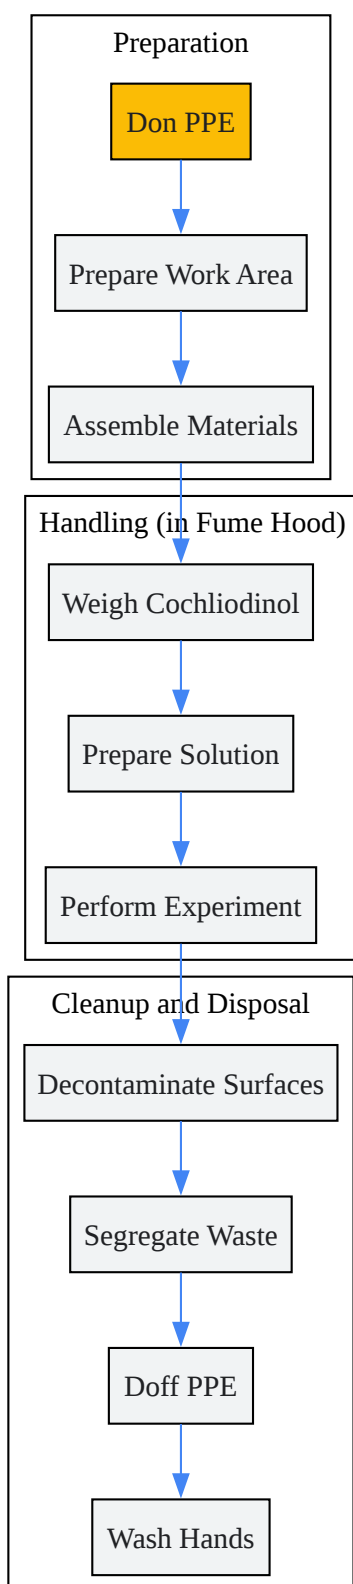 Preparation
Don PPE
Prepare Work Area
Assemble Materials
Handling (in Fume Hood)
Weigh Cochliodinol
Prepare Solution
Perform Experiment
Cleanup and Disposal
Decontaminate Surfaces
Segregate Waste
Doff PPE
Wash Hands